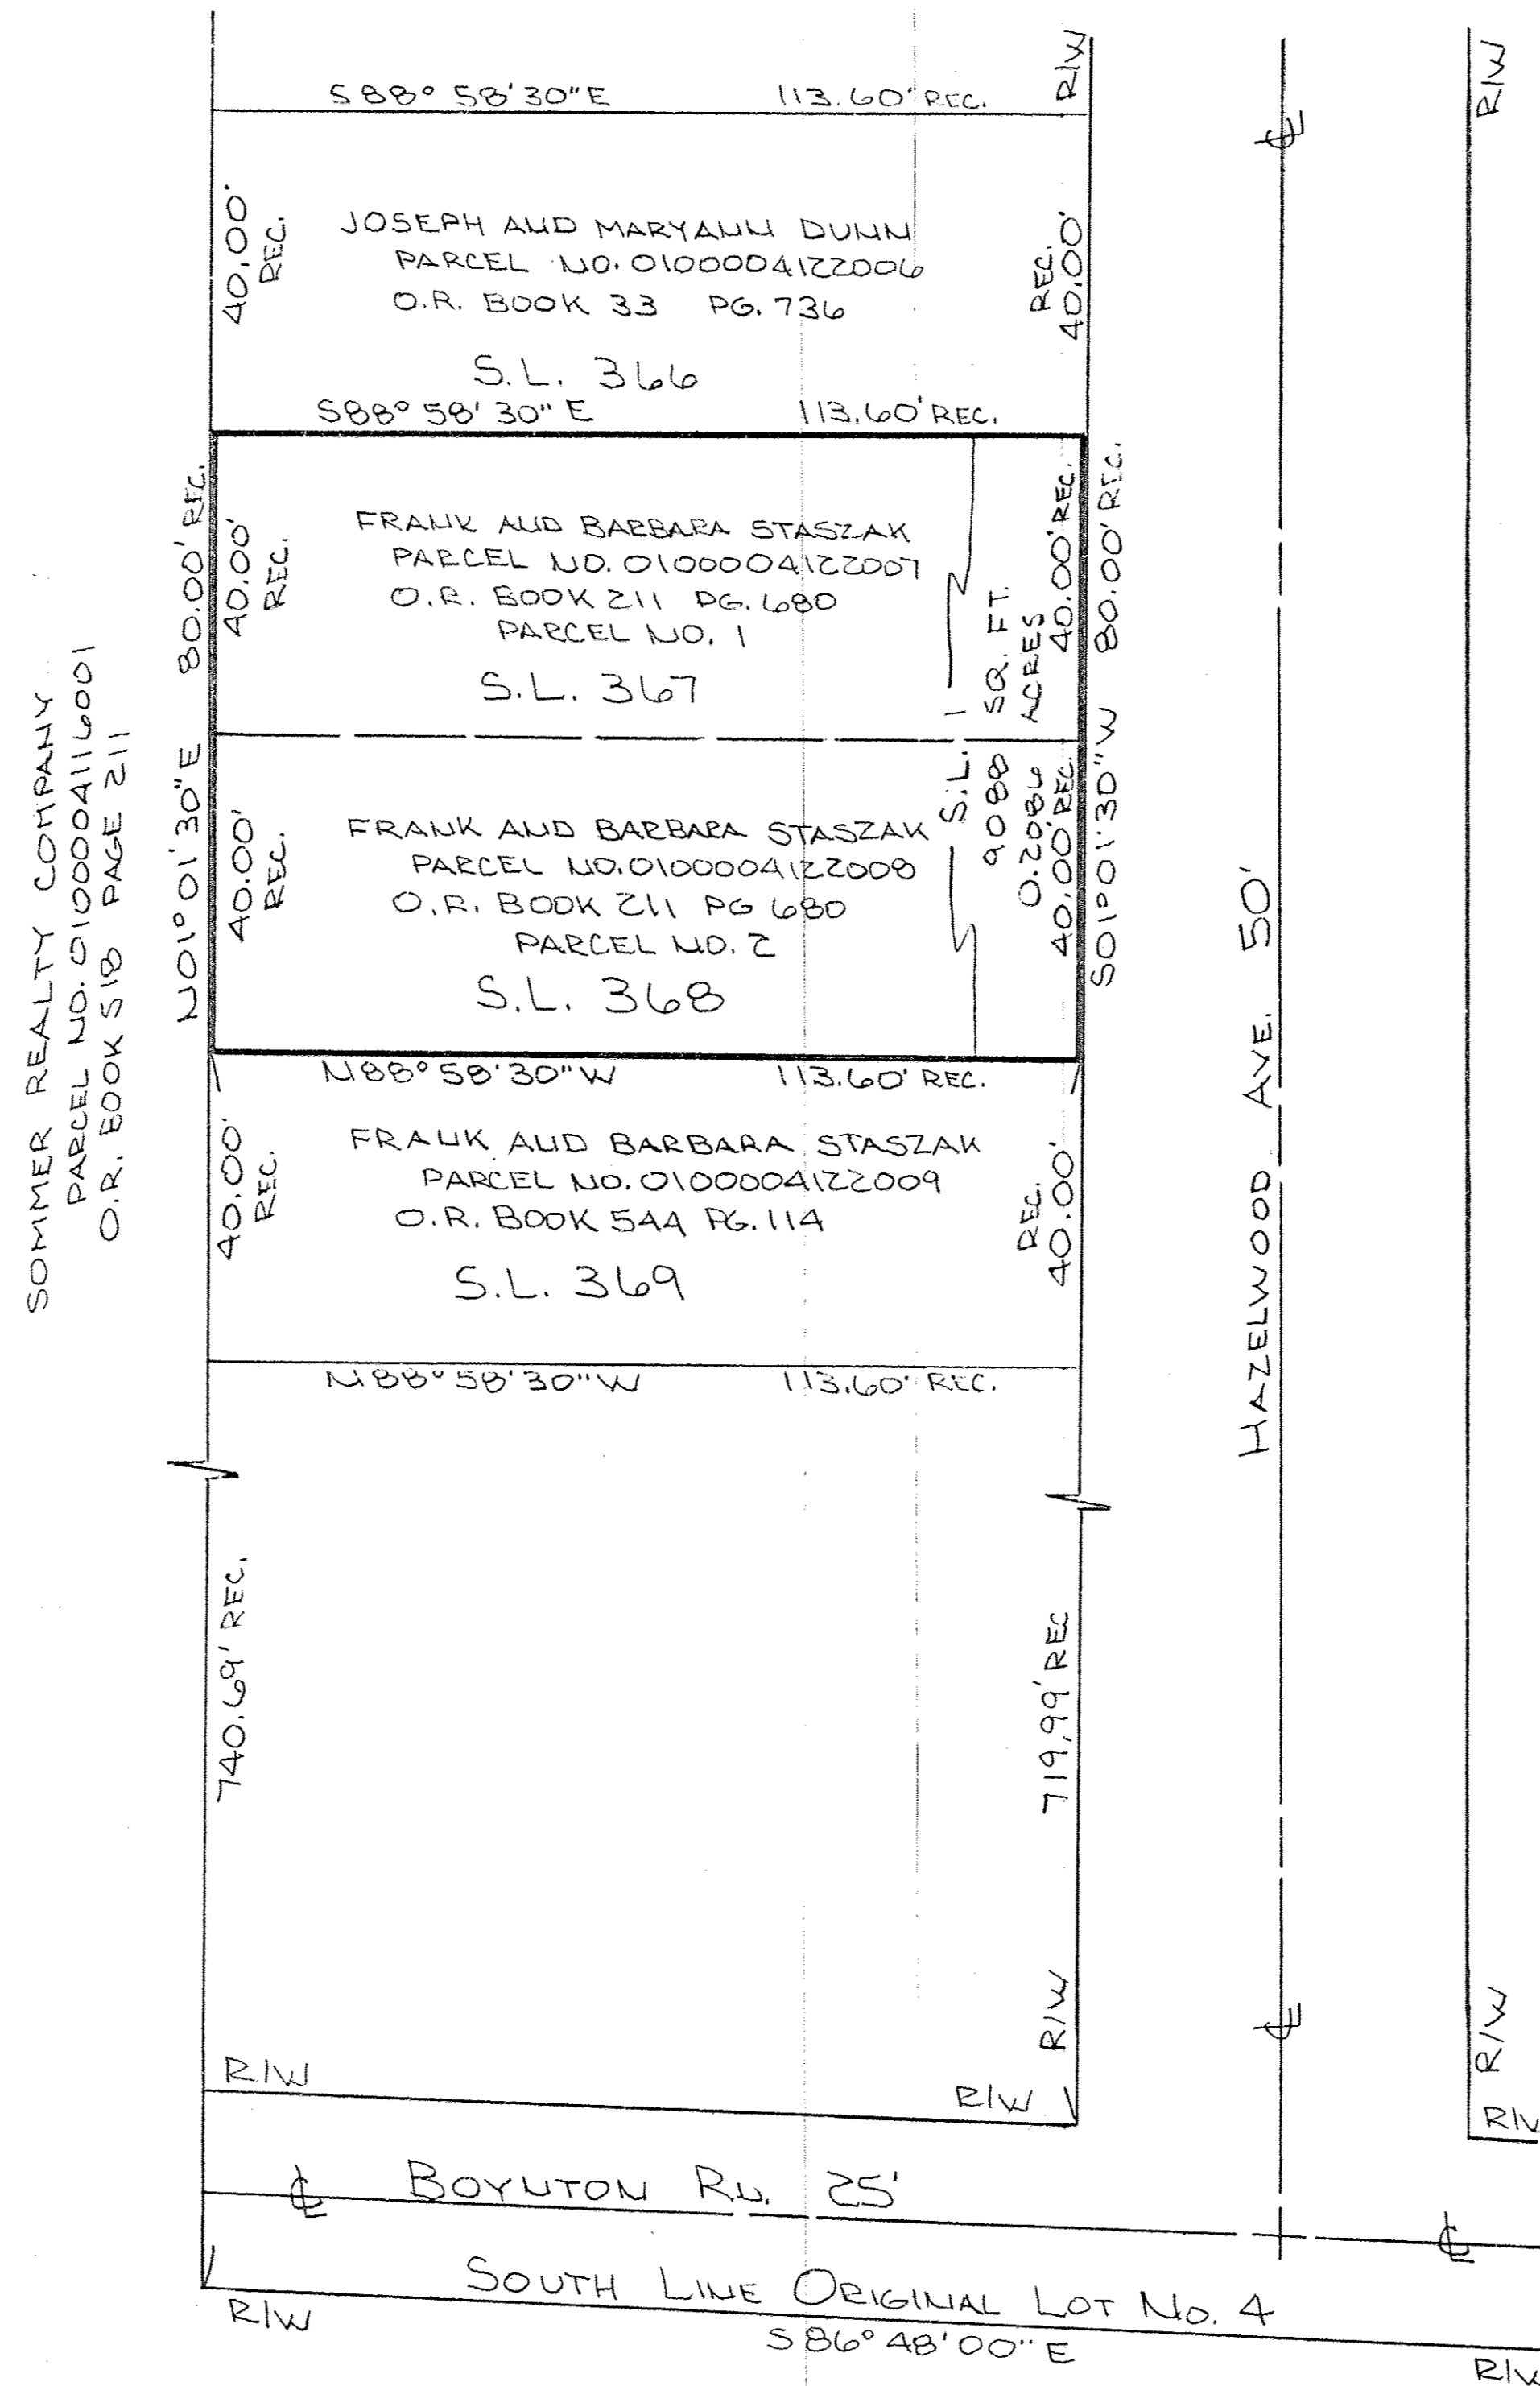 R/W
R/W
S88° 58'30"E 113.60' REC.
℄
40.00'
REC.
JOSEPH AND MARYANN DUNN
PARCEL NO. 0100004122006
O.R. BOOK 33 PG. 736
S.L. 366
REC.
40.00'
S88° 58' 30" E 113.60' REC.
N01° 01' 30" E 80.00' REC.
40.00'
REC.
FRANK AND BARBARA STASZAK
PARCEL NO. 0100004122007
O.R. BOOK 211 PG. 680
PARCEL NO. 1
S.L. 367
S.L. 1
9088 SQ. FT.
0.2086 ACRES
40.00' REC.
S01° 01' 30" W 80.00' REC.
40.00'
REC.
FRANK AND BARBARA STASZAK
PARCEL NO. 0100004122008
O.R. BOOK 211 PG 680
PARCEL NO. 2
S.L. 368
40.00' REC.
SOMMER REALTY COMPANY
PARCEL NO. 0100004116001
O.R. BOOK 518 PAGE 211
N88° 58' 30" W 113.60' REC.
40.00'
REC.
FRANK AND BARBARA STASZAK
PARCEL NO. 0100004122009
O.R. BOOK 544 PG. 114
S.L. 369
REC.
40.00'
HAZELWOOD AVE. 50'
N88° 58' 30" W 113.60' REC.
740.69' REC.
719.99' REC
R/W
℄
R/W
R/W
R/W
R/W
℄ BOYNTON RD. 25'
℄
SOUTH LINE ORIGINAL LOT NO. 4
R/W
S 86° 48' 00" E
R/W